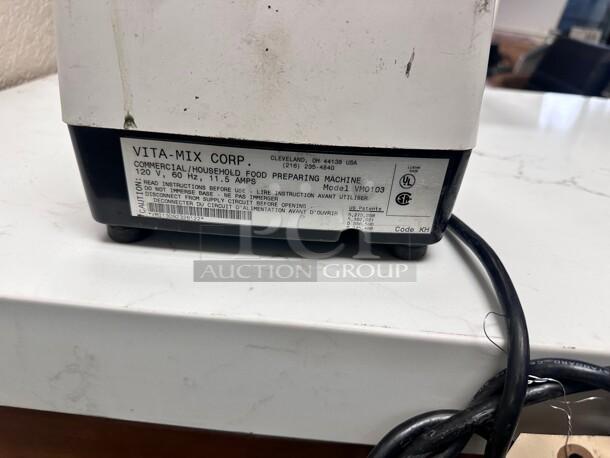 VITA-MIX CORP.
CLEVELAND, OH 44138 USA
(216) 235-4840
COMMERCIAL/HOUSEHOLD FOOD PREPARING MACHINE
120 V, 60 Hz, 11.5 AMPS
Model VM0103
CAUTION:
READ INSTRUCTIONS BEFORE USE - LIRE INSTRUCTION AVANT UTILISER
DO NOT IMMERSE BASE - NE PAS IMMERGER
DISCONNECT FROM SUPPLY CIRCUIT BEFORE OPENING -
DECONNECTER DU CIRCUIT D'ALIMENTATION AVANT D'OUVRIR
US Patents
Code KH
UL
PCI
AUCTION GROUP